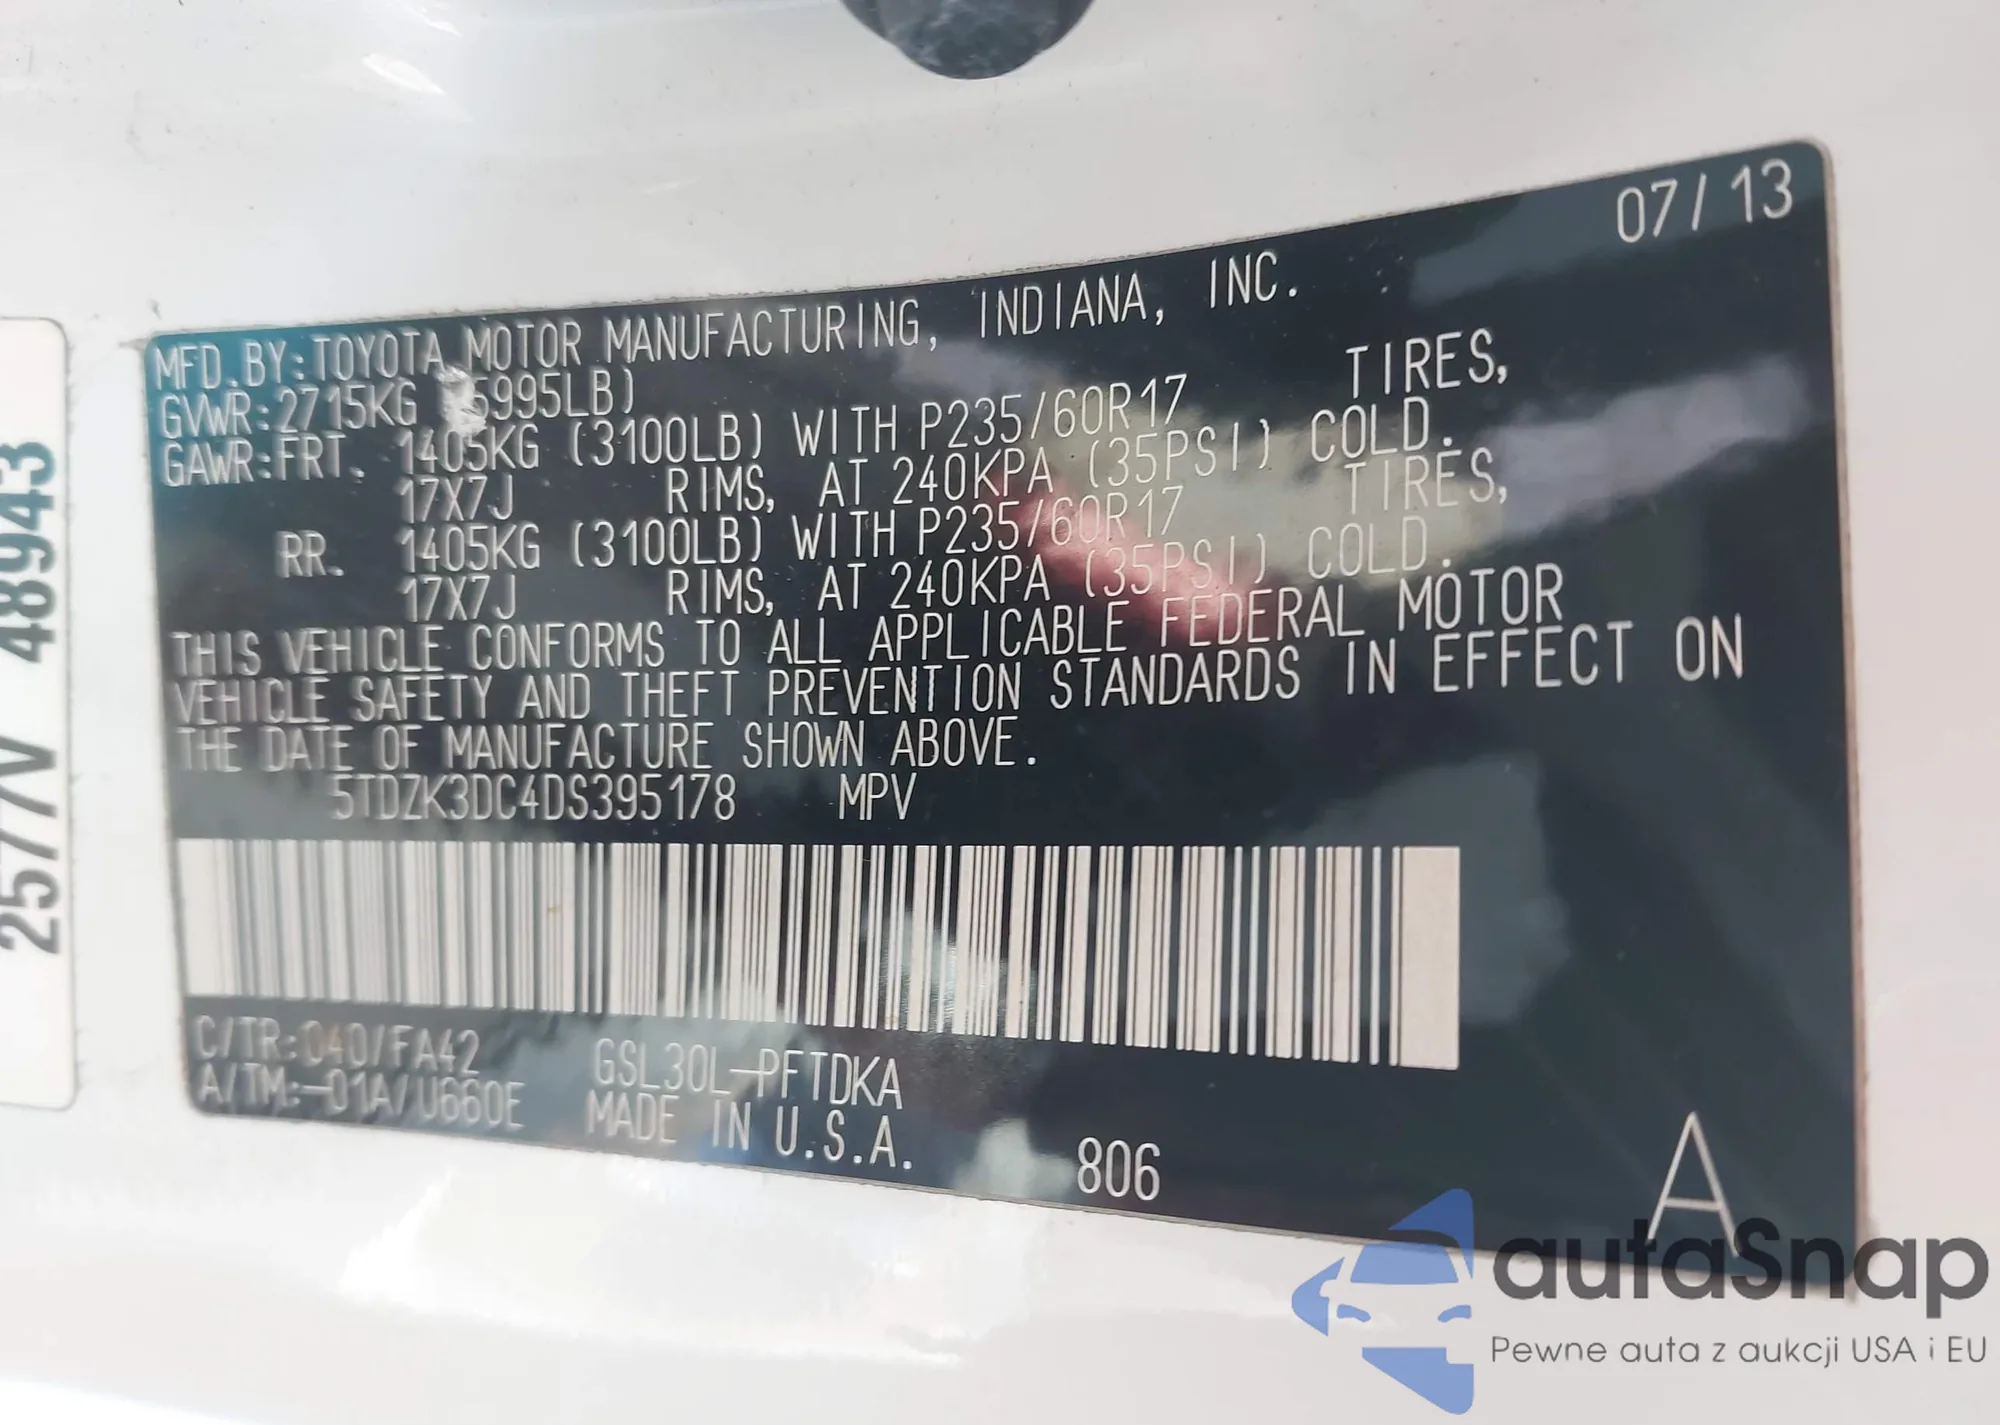 07/13
MFD.BY:TOYOTA MOTOR MANUFACTURING, INDIANA, INC.
GVWR:2715KG (5995LB)
GAWR:FRT. 1405KG (3100LB) WITH P235/60R17 TIRES,
17X7J RIMS, AT 240KPA (35PSI) COLD.
RR. 1405KG (3100LB) WITH P235/60R17 TIRES,
17X7J RIMS, AT 240KPA (35PSI) COLD.
THIS VEHICLE CONFORMS TO ALL APPLICABLE FEDERAL MOTOR
VEHICLE SAFETY AND THEFT PREVENTION STANDARDS IN EFFECT ON
THE DATE OF MANUFACTURE SHOWN ABOVE.
5TDZK3DC4DS395178 MPV
C/TR:040/FA42 GSL30L-PFTDKA
A/TM:-01A/U660E MADE IN U.S.A.
806
A
2577V 48943
autaSnap
Pewne auta z aukcji USA i EU